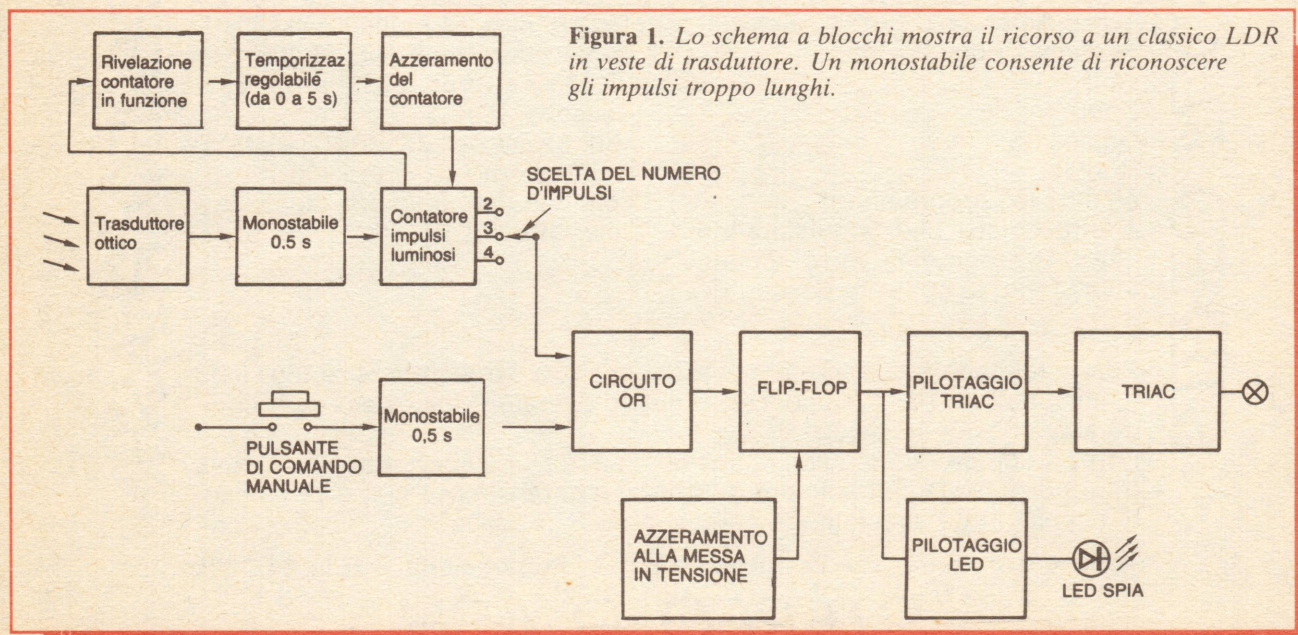 Figura 1. Lo schema a blocchi mostra il ricorso a un classico LDR
in veste di trasduttore. Un monostabile consente di riconoscere
gli impulsi troppo lunghi.
Rivelazione
contatore
in funzione
Temporizzaz
regolabile
(da 0 a 5 s)
Azzeramento
del
contatore
Trasduttore
ottico
Monostabile
0,5 s
Contatore
impulsi
luminosi
2
3
4
SCELTA DEL NUMERO
D'IMPULSI
PULSANTE
DI COMANDO
MANUALE
Monostabile
0,5 s
CIRCUITO
OR
FLIP-FLOP
PILOTAGGIO
TRIAC
TRIAC
AZZERAMENTO
ALLA MESSA
IN TENSIONE
PILOTAGGIO
LED
LED SPIA